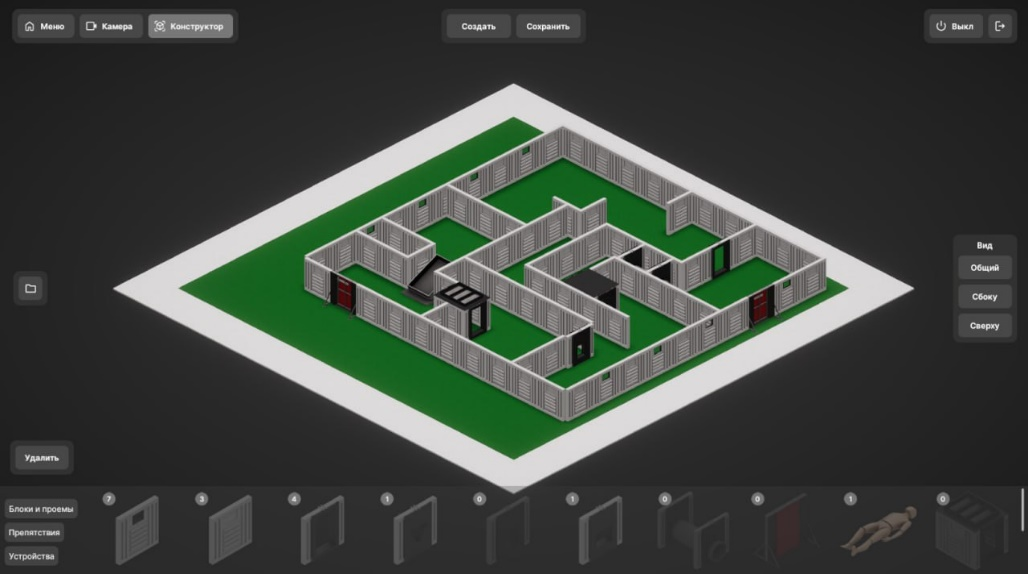 Меню
Камера
Конструктор
Создать
Сохранить
Выкл
Вид
Общий
Сбоку
Сверху
Удалить
Блоки и проемы
Препятствия
Устройства
7
3
4
1
0
1
0
0
1
0